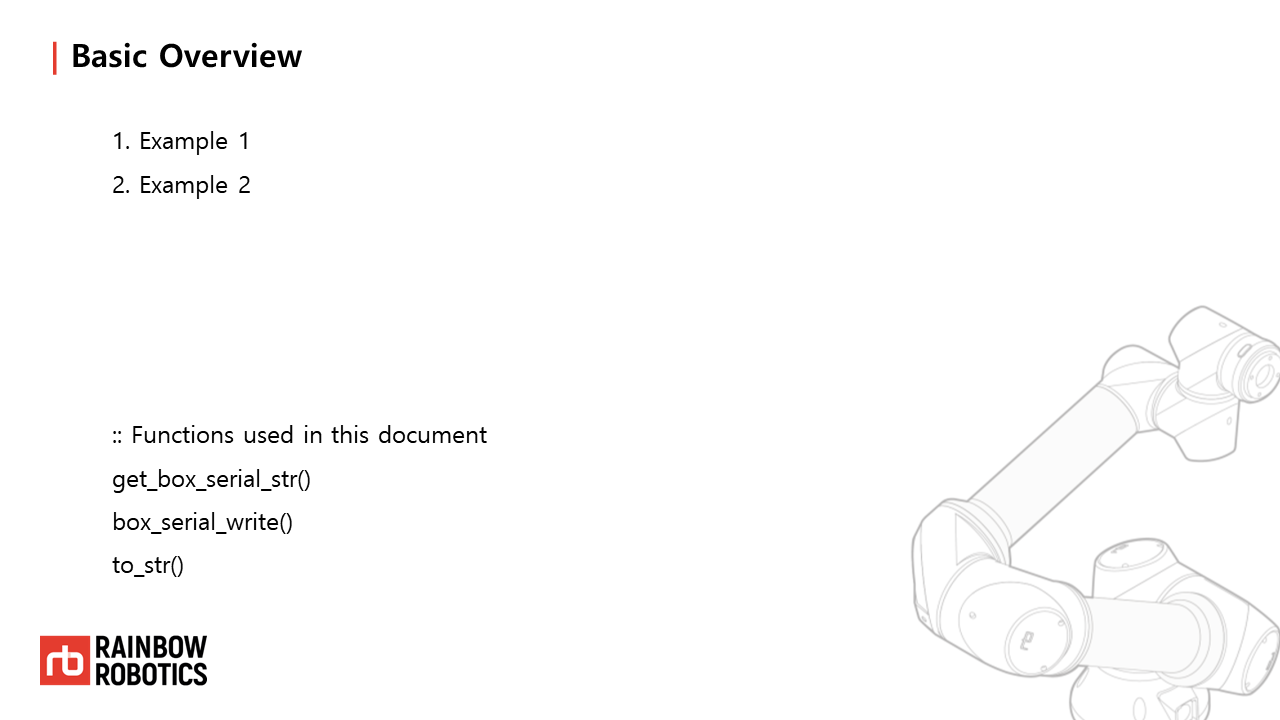 Basic Overview
1. Example 1
2. Example 2
:: Functions used in this document
get_box_serial_str()
box_serial_write()
to_str()
rb RAINBOW
ROBOTICS
rb